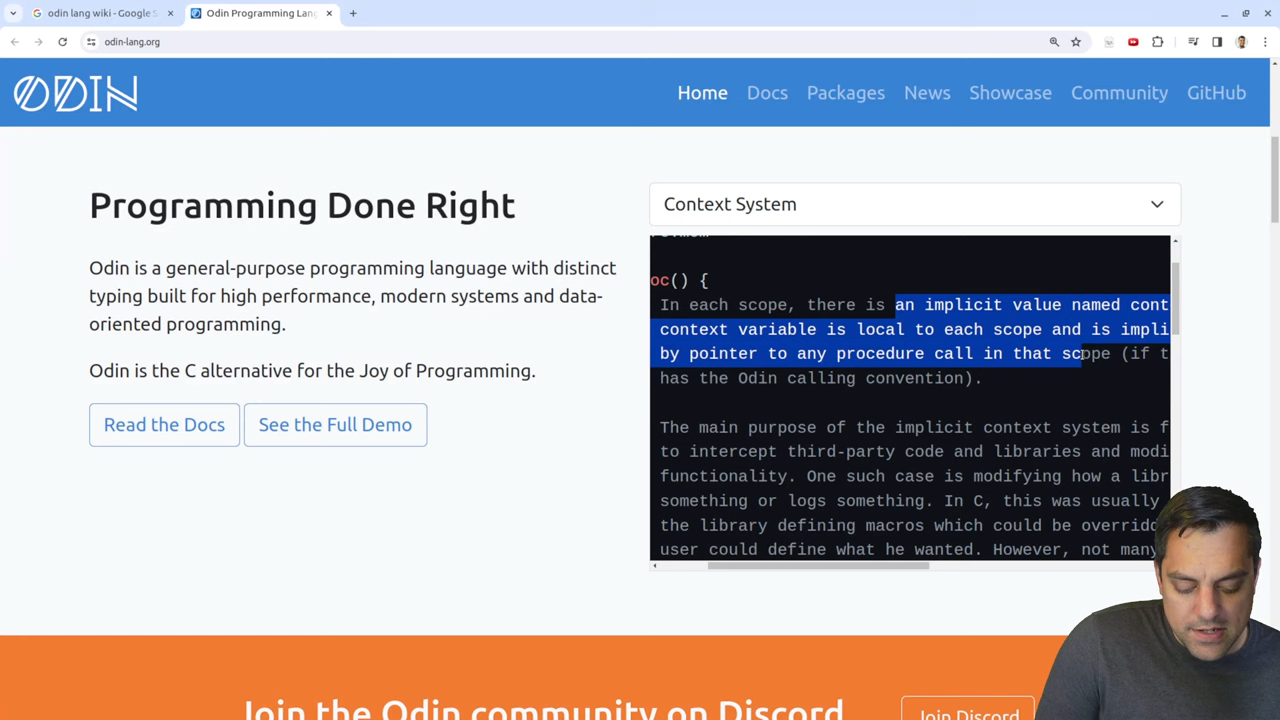 odin lang wiki - Google S
Odin Programming Lan
odin-lang.org
ODIN
Home Docs Packages News Showcase Community GitHub
Programming Done Right
Odin is a general-purpose programming language with distinct
typing built for high performance, modern systems and data-
oriented programming.
Odin is the C alternative for the Joy of Programming.
Read the Docs See the Full Demo
Context System
oc() {
In each scope, there is an implicit value named cont
context variable is local to each scope and is impli
by pointer to any procedure call in that scope (if t
has the Odin calling convention).
The main purpose of the implicit context system is f
to intercept third-party code and libraries and modi
functionality. One such case is modifying how a libr
something or logs something. In C, this was usually
the library defining macros which could be overridd
user could define what he wanted. However, not many
Join the Odin community on Discord
Join Discord